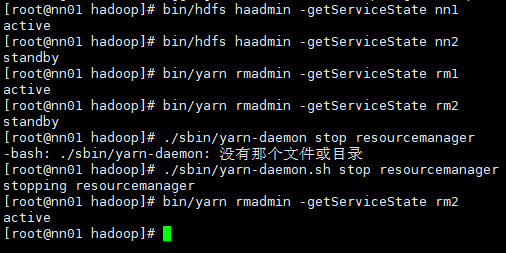 [root@nn01 hadoop]# bin/hdfs haadmin -getServiceState nn1
active
[root@nn01 hadoop]# bin/hdfs haadmin -getServiceState nn2
standby
[root@nn01 hadoop]# bin/yarn rmadmin -getServiceState rm1
active
[root@nn01 hadoop]# bin/yarn rmadmin -getServiceState rm2
standby
[root@nn01 hadoop]# ./sbin/yarn-daemon stop resourcemanager
-bash: ./sbin/yarn-daemon: 没有那个文件或目录
[root@nn01 hadoop]# ./sbin/yarn-daemon.sh stop resourcemanager
stopping resourcemanager
[root@nn01 hadoop]# bin/yarn rmadmin -getServiceState rm2
active
[root@nn01 hadoop]#